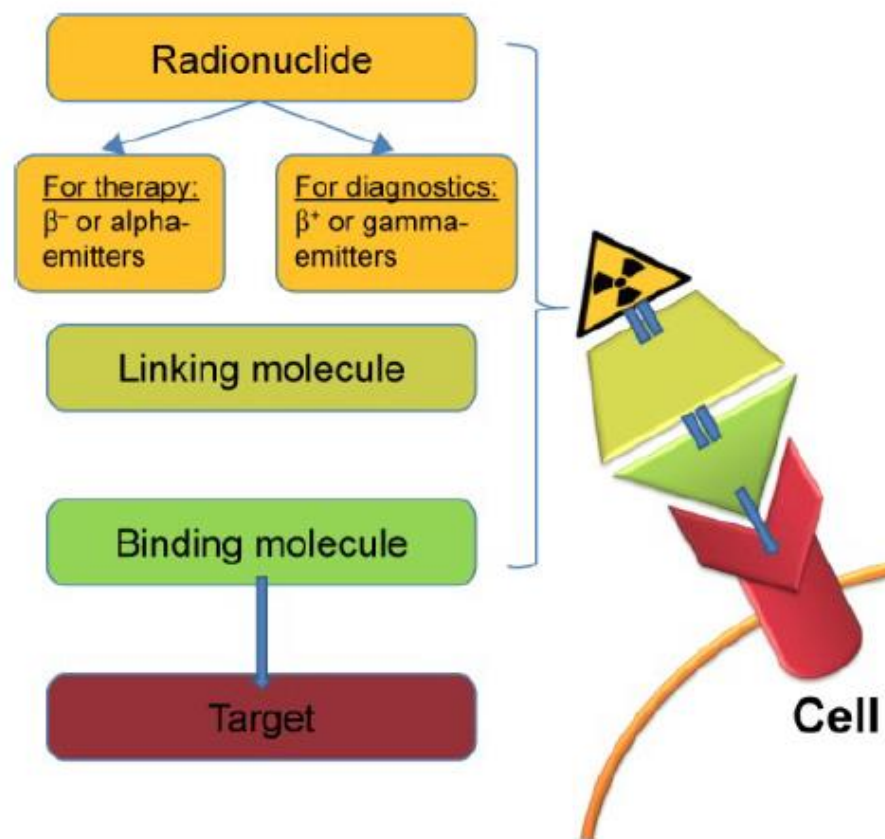 Radionuclide
For therapy:
β⁻ or alpha-
emitters
For diagnostics:
β⁺ or gamma-
emitters
Linking molecule
Binding molecule
Target
Cell